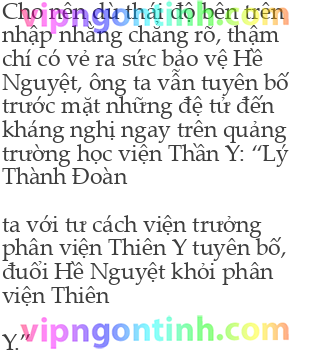 vipngontinh.com
Cho nên dù thái độ bên trên
nhập nhằng chẳng rõ, thậm
chí có vẻ ra sức bảo vệ Hề
Nguyệt, ông ta vẫn tuyên bố
trước mặt những đệ tử đến
kháng nghị ngay trên quảng
trường học viện Thần Y: “Lý
Thành Đoàn
ta với tư cách viện trưởng
phân viện Thiên Y tuyên bố,
đuổi Hề Nguyệt khỏi phân
viện Thiên
Y.”
vipngontinh.com